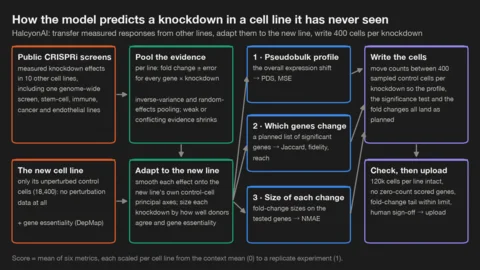 How the model predicts a knockdown in a cell line it has never seen
HalcyonAI: transfer measured responses from other lines, adapt them to the new line, write 400 cells per knockdown
Public CRISPRi screens
measured knockdown effects
in 10 other cell lines,
including one genome-wide
screen, stem-cell, immune,
cancer and endothelial lines
Pool the evidence
per line: fold change + error
for every gene × knockdown
inverse-variance and random-
effects pooling; weak or
conflicting evidence shrinks
1 · Pseudobulk profile
the overall expression shift
→ PDS, MSE
Write the cells
move counts between 400
sampled control cells per
knockdown so the profile,
the significance test and the
fold changes all land as
planned
2 · Which genes change
a planned list of significant
genes → Jaccard, fidelity,
reach
The new cell line
only its unperturbed control
cells (18,400): no perturbation
data at all
+ gene essentiality (DepMap)
Adapt to the new line
smooth each effect onto the
new line's own control-cell
principal axes; size each
knockdown by how well donors
agree and gene essentiality
3 · Size of each change
fold-change sizes on the
tested genes → NMAE
Check, then upload
120k cells per line intact,
no zero-count scored genes,
fold-change tail within limit,
human sign-off → upload
Score = mean of six metrics, each scaled per cell line from the context mean (0) to a replicate experiment (1).